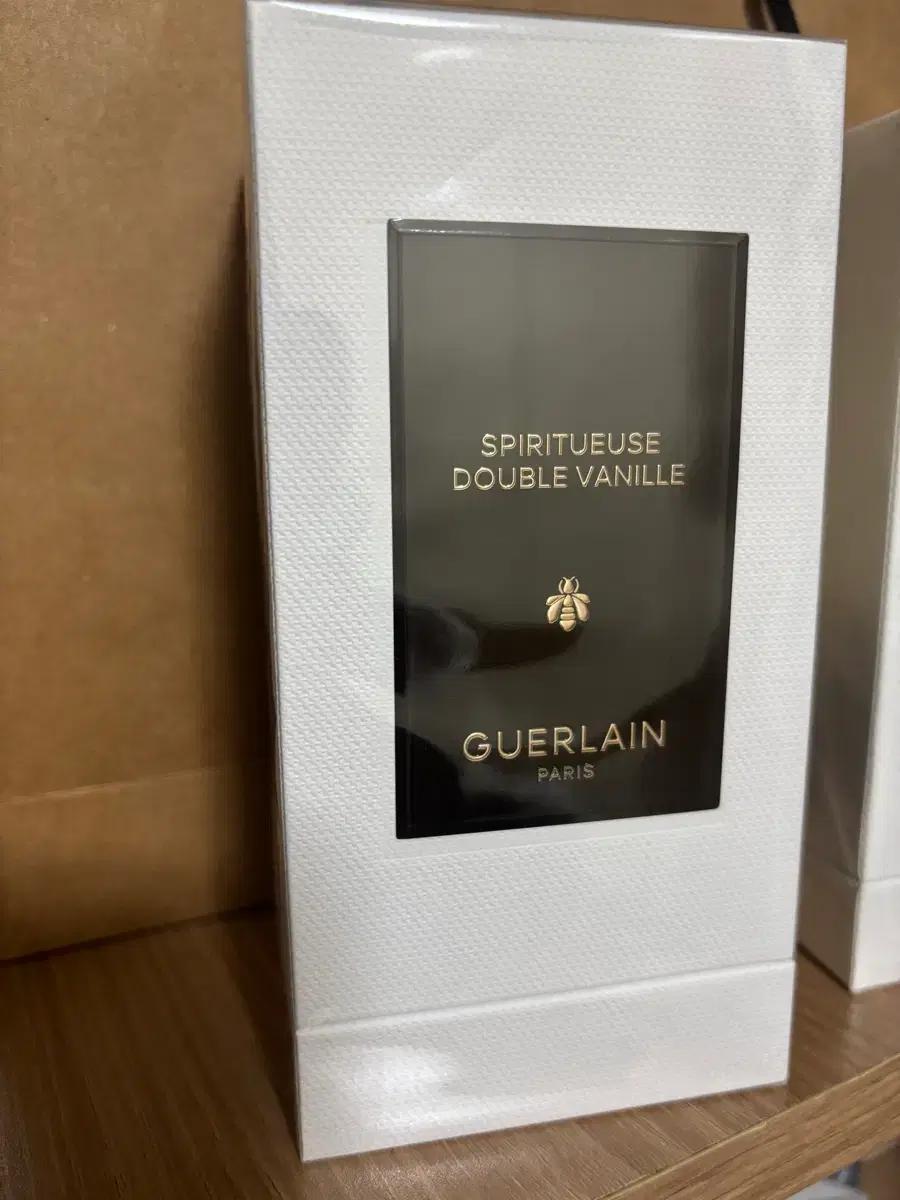 SPIRITUEUSE
DOUBLE VANILLE
GUERLAIN
PARIS